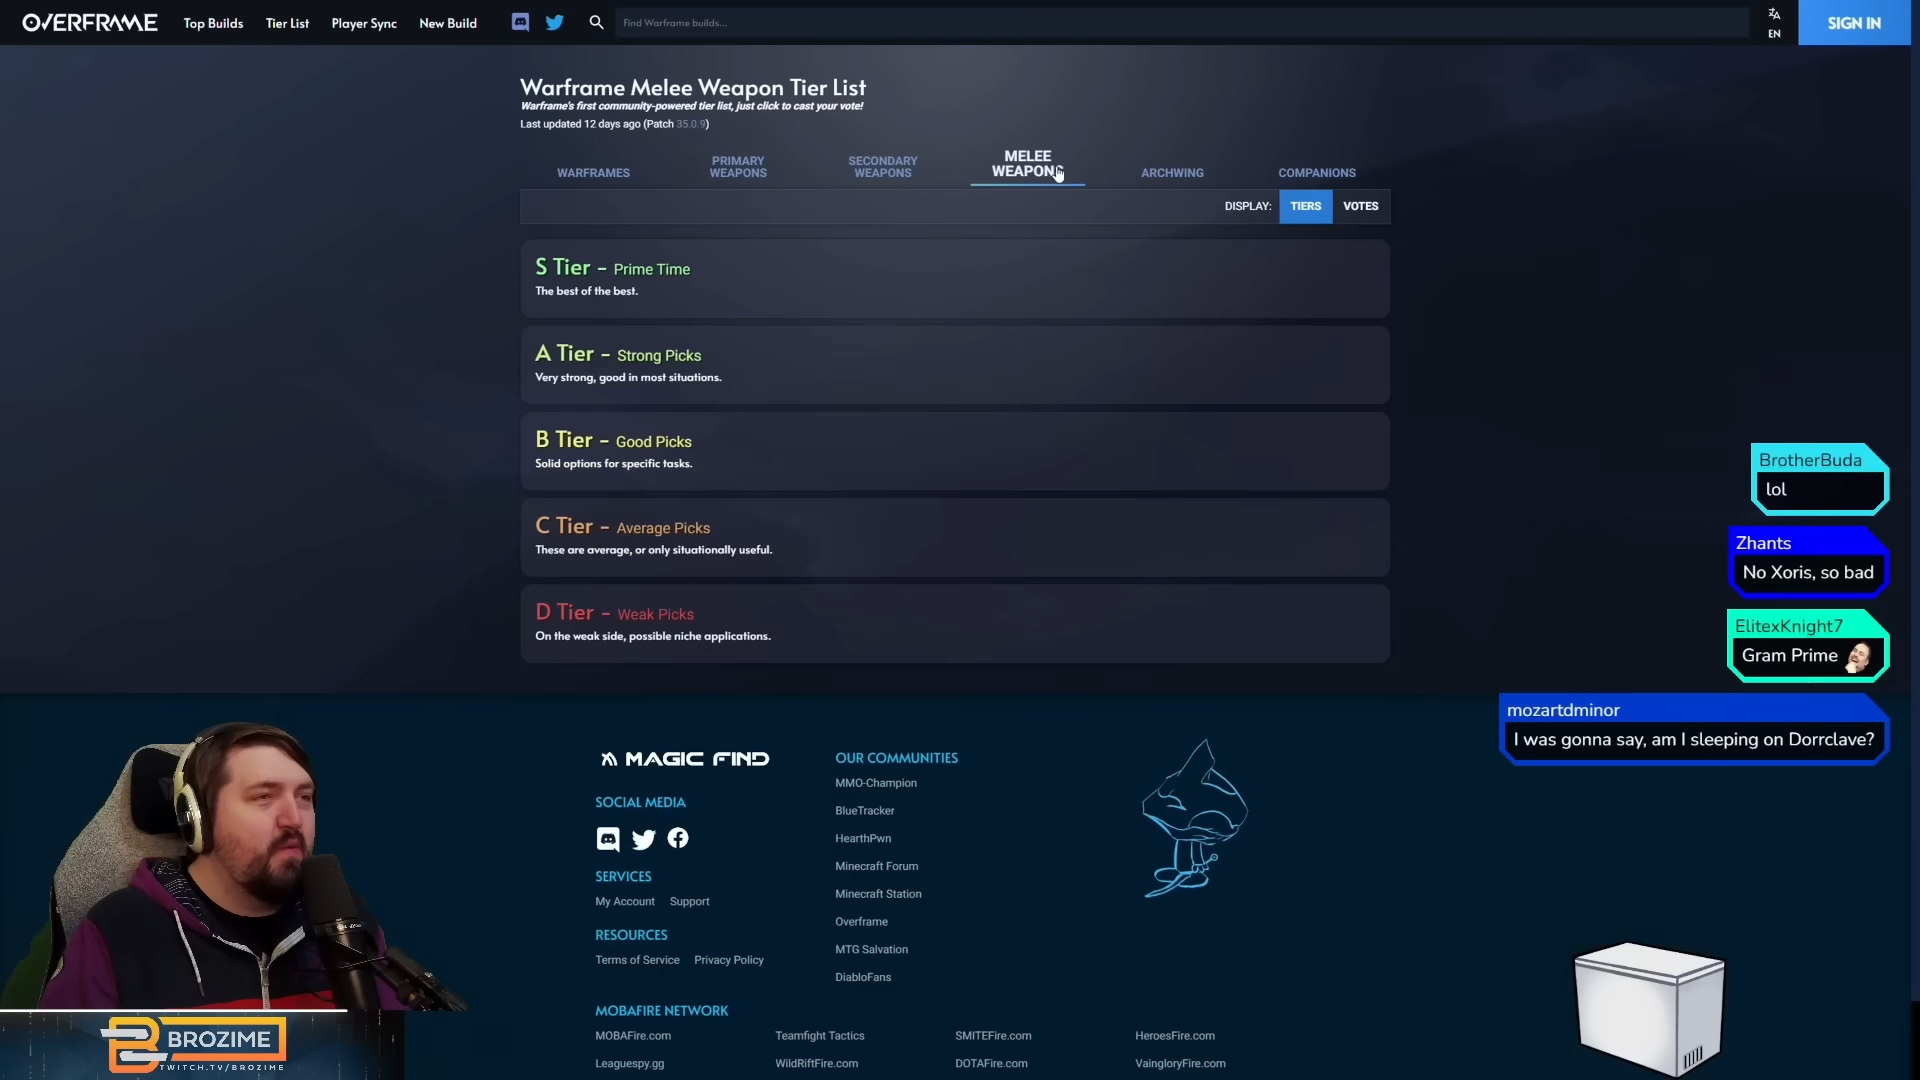 OVERFRAME
Top Builds
Tier List
Player Sync
New Build
Find Warframe builds...
EN
SIGN IN
Warframe Melee Weapon Tier List
Warframe's first community-powered tier list, just click to cast your vote!
Last updated 12 days ago (Patch 35.0.9)
WARFRAMES
PRIMARY
WEAPONS
SECONDARY
WEAPONS
MELEE
WEAPONS
ARCHWING
COMPANIONS
DISPLAY:
TIERS
VOTES
S Tier - Prime Time
The best of the best.
A Tier - Strong Picks
Very strong, good in most situations.
B Tier - Good Picks
Solid options for specific tasks.
C Tier - Average Picks
These are average, or only situationally useful.
D Tier - Weak Picks
On the weak side, possible niche applications.
BrotherBuda
lol
Zhants
No Xoris, so bad
ElitexKnight7
Gram Prime
mozartdminor
I was gonna say, am I sleeping on Dorrclave?
MAGIC FIND
SOCIAL MEDIA
SERVICES
My Account
Support
RESOURCES
Terms of Service
Privacy Policy
OUR COMMUNITIES
MMO-Champion
BlueTracker
HearthPwn
Minecraft Forum
Minecraft Station
Overframe
MTG Salvation
DiabloFans
MOBAFIRE NETWORK
MOBAFire.com
Teamfight Tactics
SMITEFire.com
HeroesFire.com
Leaguespy.gg
WildRiftFire.com
DOTAFire.com
VaingloryFire.com
BROZIME
TWITCH.TV/BROZIME